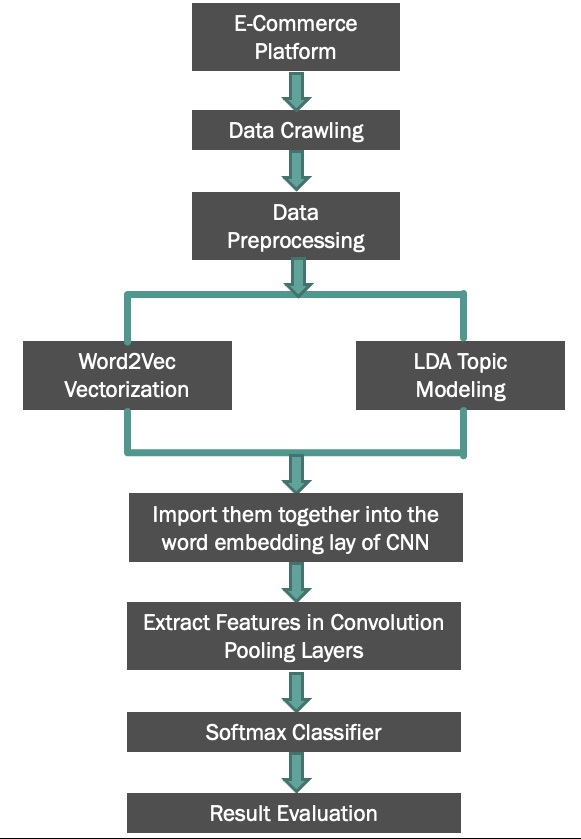 E-Commerce
Platform
Data Crawling
Data
Preprocessing
Word2Vec
Vectorization
LDA Topic
Modeling
Import them together into the
word embedding lay of CNN
Extract Features in Convolution
Pooling Layers
Softmax Classifier
Result Evaluation